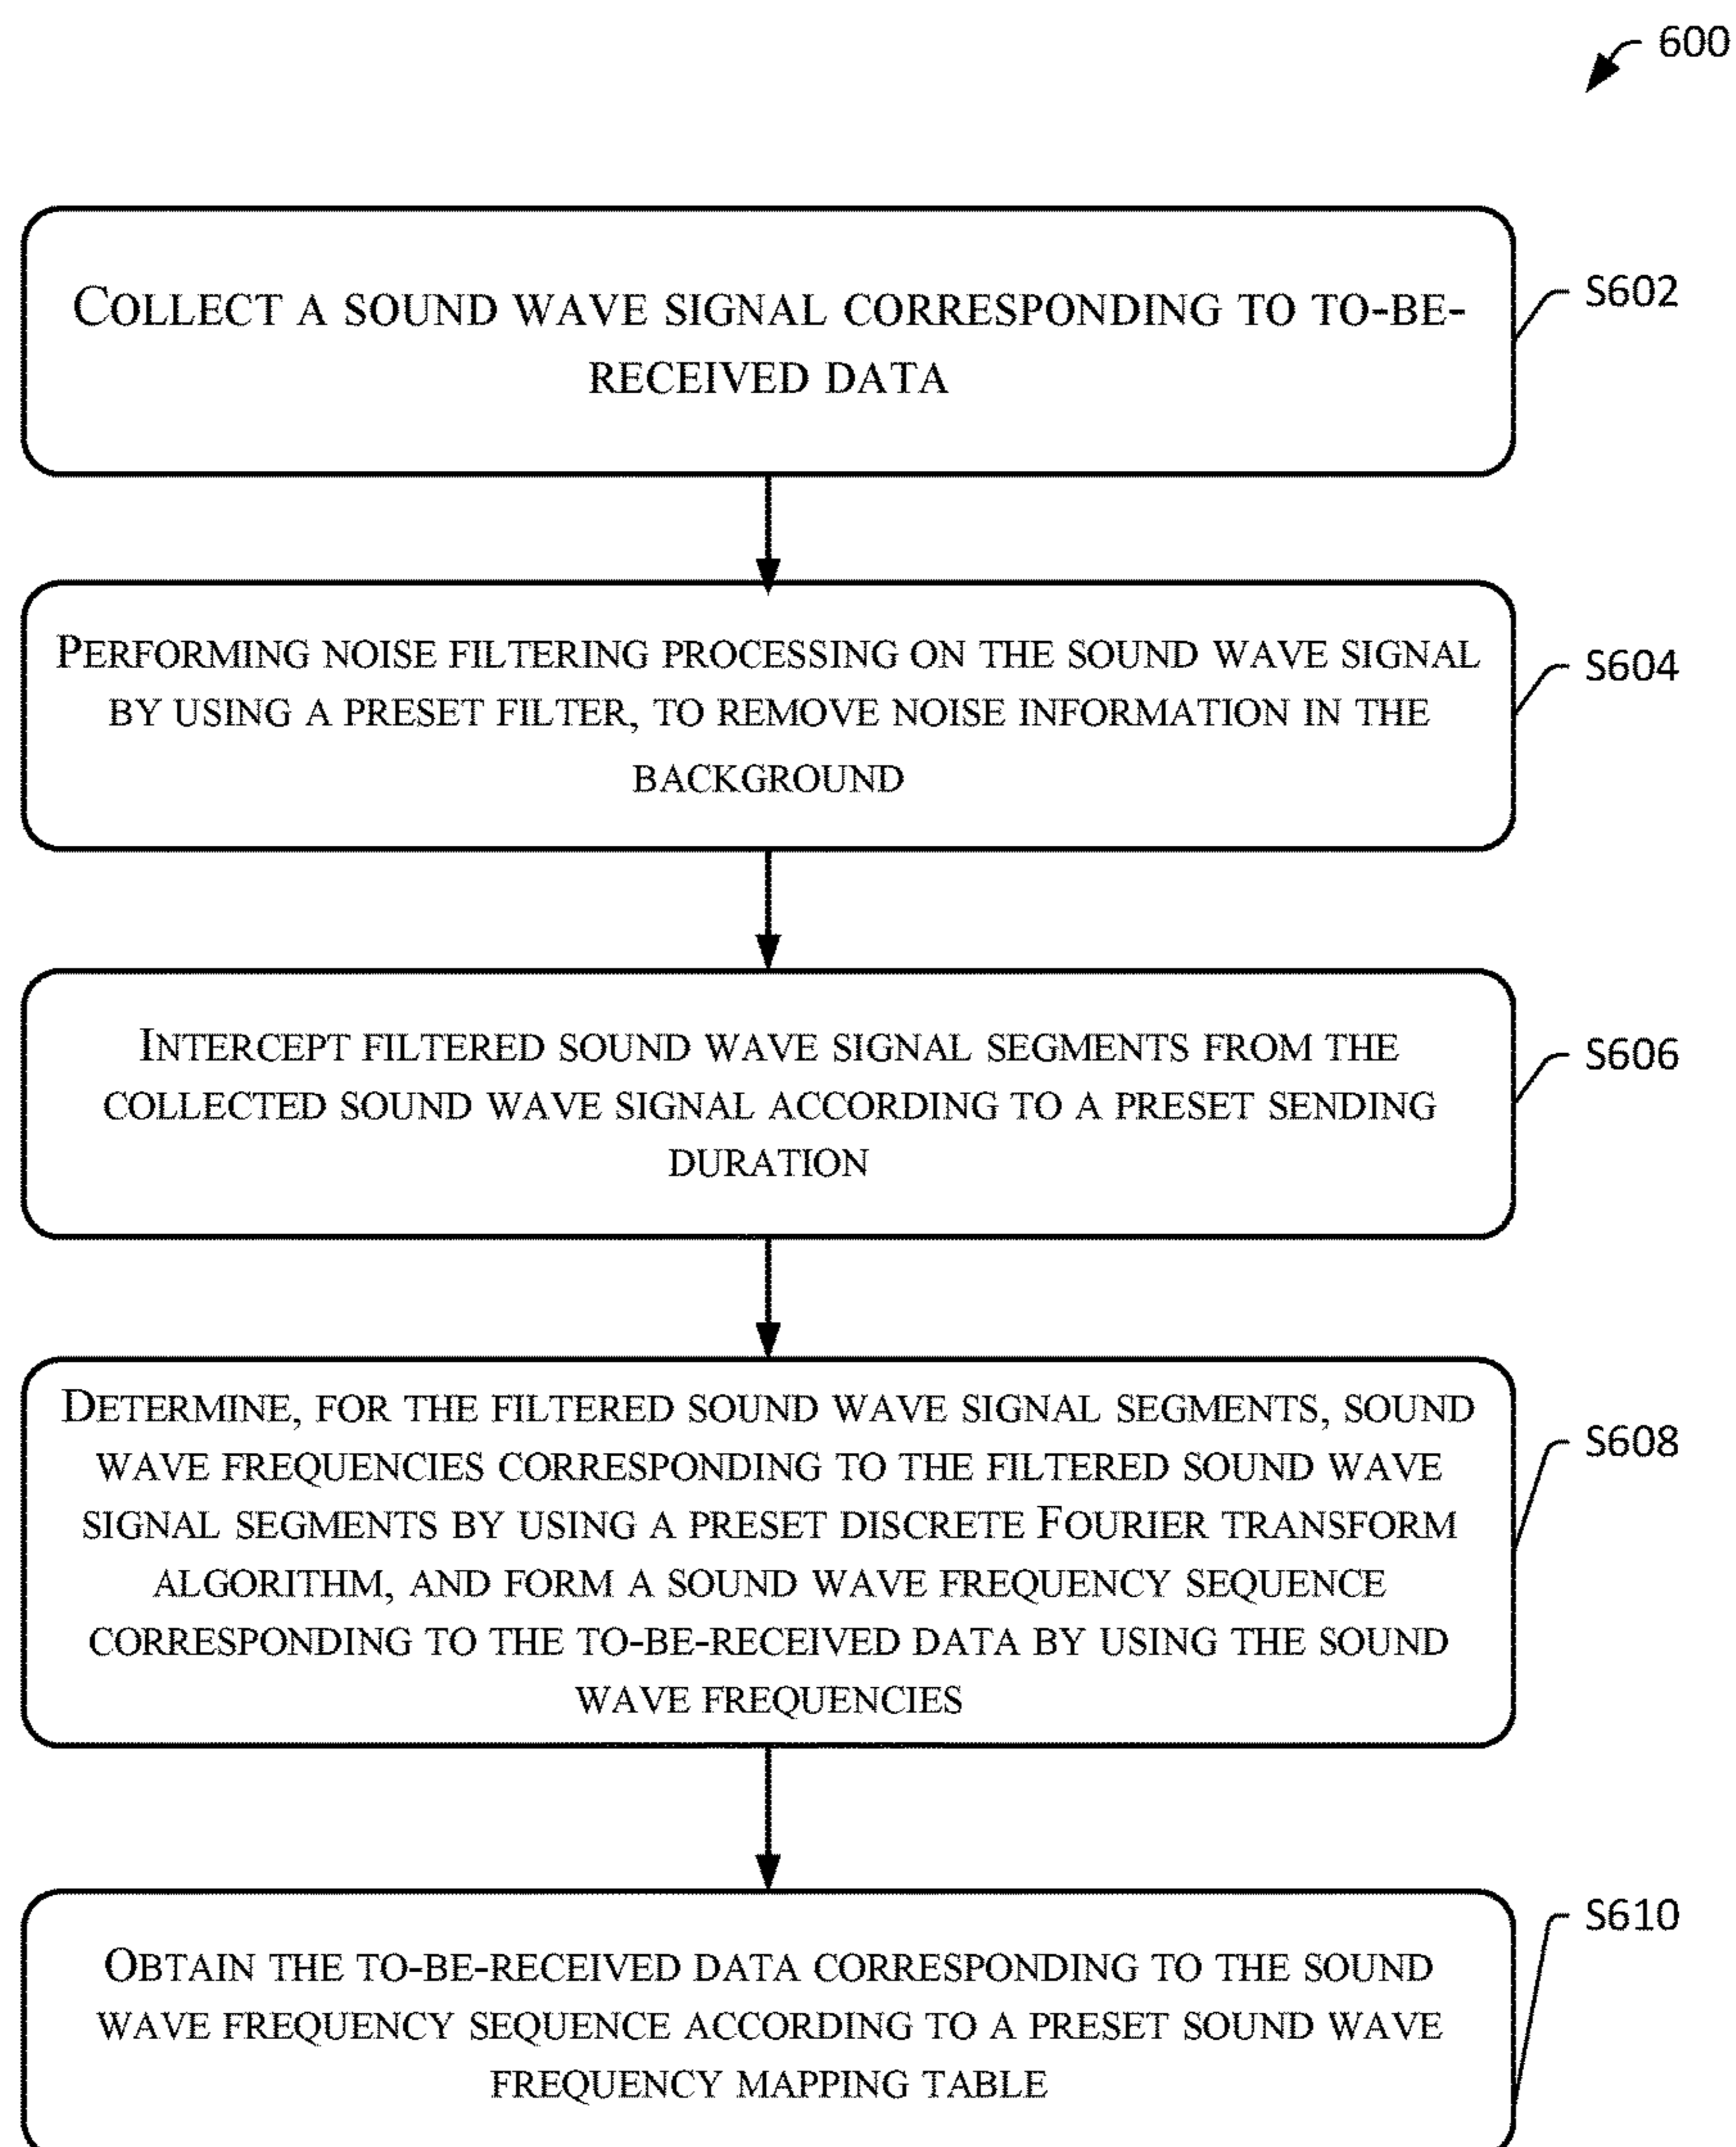 600
COLLECT A SOUND WAVE SIGNAL CORRESPONDING TO TO-BE-
RECEIVED DATA
S602
PERFORMING NOISE FILTERING PROCESSING ON THE SOUND WAVE SIGNAL
BY USING A PRESET FILTER, TO REMOVE NOISE INFORMATION IN THE
BACKGROUND
S604
INTERCEPT FILTERED SOUND WAVE SIGNAL SEGMENTS FROM THE
COLLECTED SOUND WAVE SIGNAL ACCORDING TO A PRESET SENDING
DURATION
S606
DETERMINE, FOR THE FILTERED SOUND WAVE SIGNAL SEGMENTS, SOUND
WAVE FREQUENCIES CORRESPONDING TO THE FILTERED SOUND WAVE
SIGNAL SEGMENTS BY USING A PRESET DISCRETE FOURIER TRANSFORM
ALGORITHM, AND FORM A SOUND WAVE FREQUENCY SEQUENCE
CORRESPONDING TO THE TO-BE-RECEIVED DATA BY USING THE SOUND
WAVE FREQUENCIES
S608
OBTAIN THE TO-BE-RECEIVED DATA CORRESPONDING TO THE SOUND
WAVE FREQUENCY SEQUENCE ACCORDING TO A PRESET SOUND WAVE
FREQUENCY MAPPING TABLE
S610